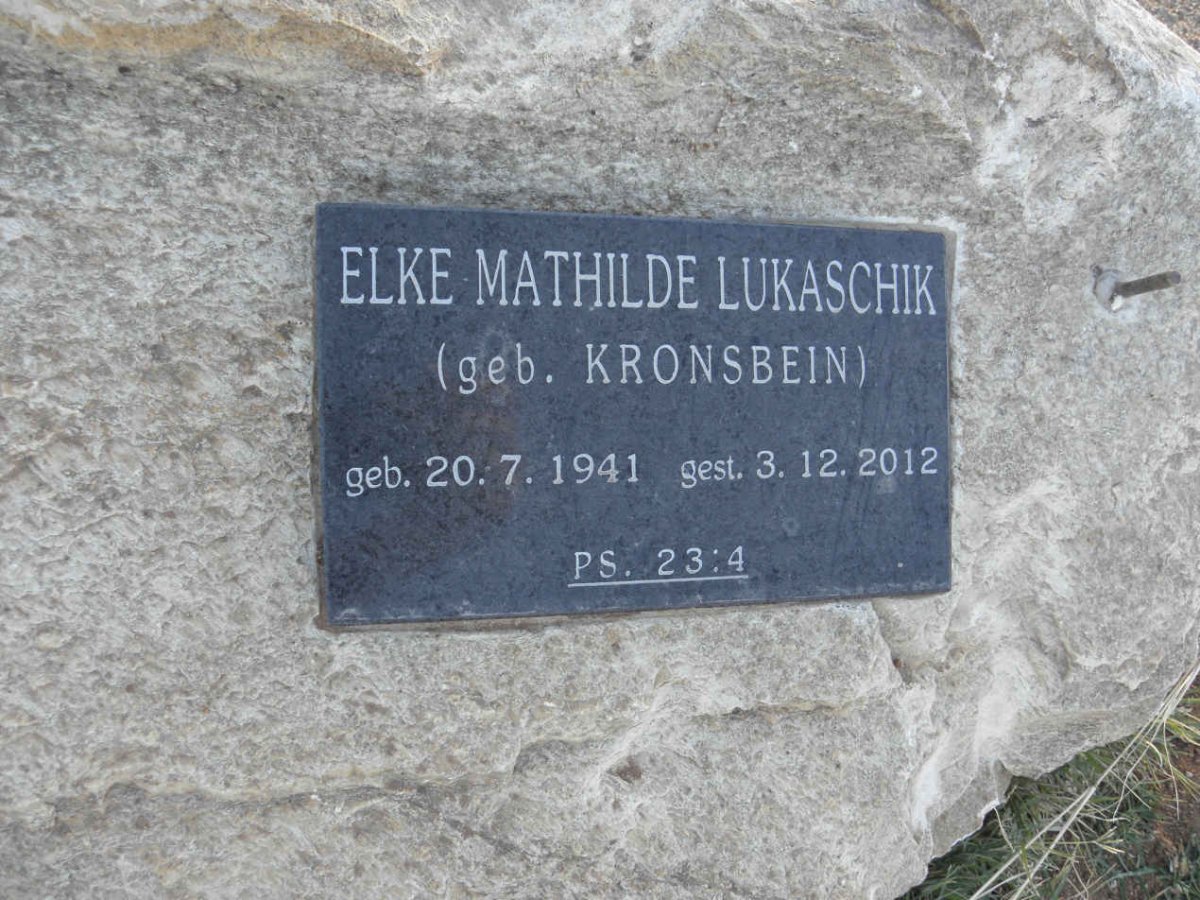 ELKE MATHILDE LUKASCHIK
(geb. KRONSBEIN)
geb. 20. 7. 1941 gest. 3. 12. 2012
PS. 23:4